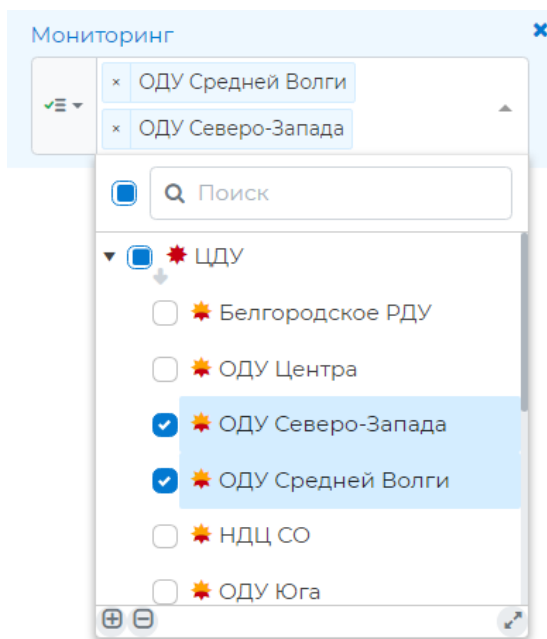 Мониторинг
× ОДУ Средней Волги
× ОДУ Северо-Запада
Поиск
ЦДУ
Белгородское РДУ
ОДУ Центра
ОДУ Северо-Запада
ОДУ Средней Волги
НДЦ СО
ОДУ Юга